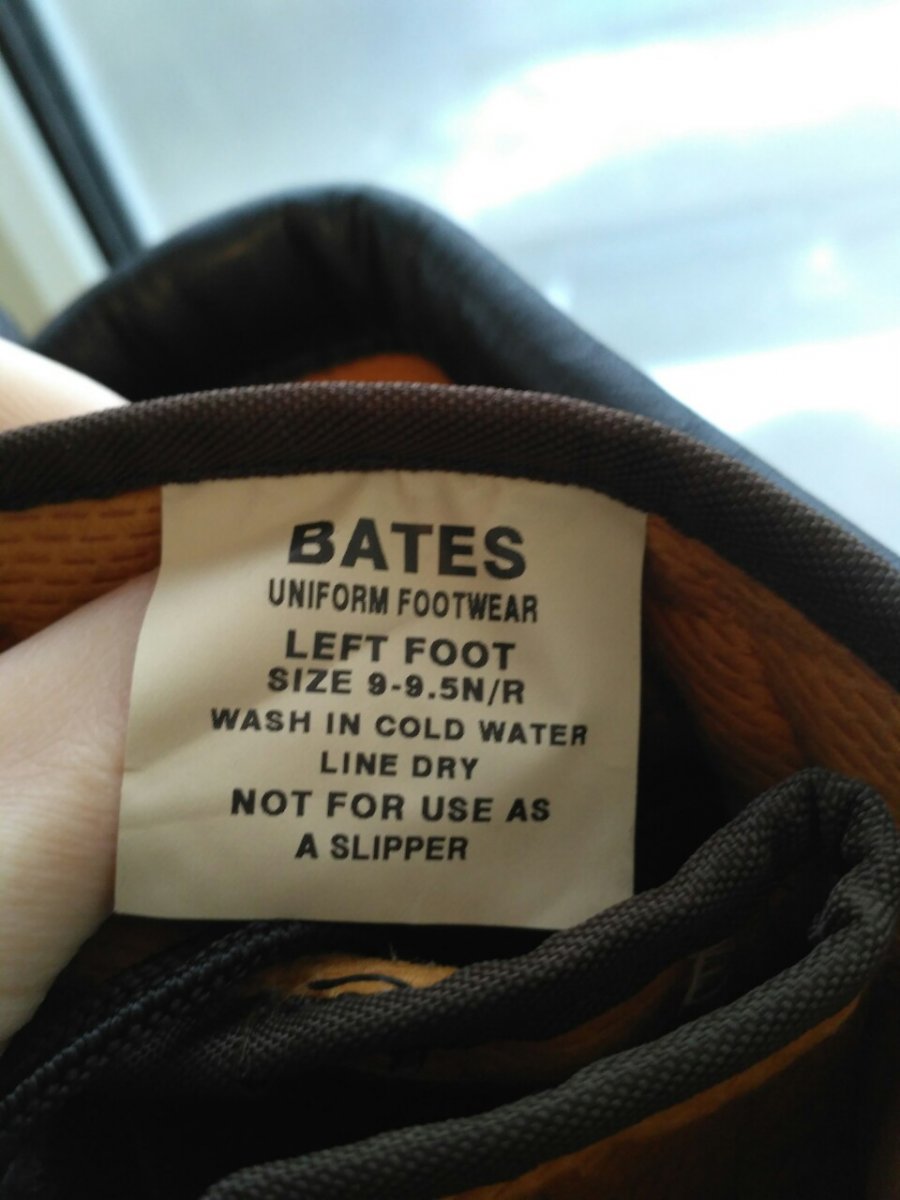 BATES
UNIFORM FOOTWEAR
LEFT FOOT
SIZE 9-9.5N/R
WASH IN COLD WATER
LINE DRY
NOT FOR USE AS
A SLIPPER